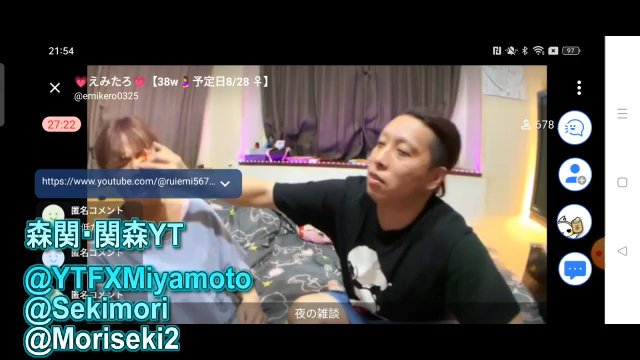 21:54
97
💗えみたろ💗【38w🤰予定日8/28♀】
@emikero0325
27:22
678
https://www.youtube.com/@ruiemi567...
匿名コメント
森関・関森YT
匿名コメント
@YTFXMiyamoto
@Sekimori
@Moriseki2
夜の雑談